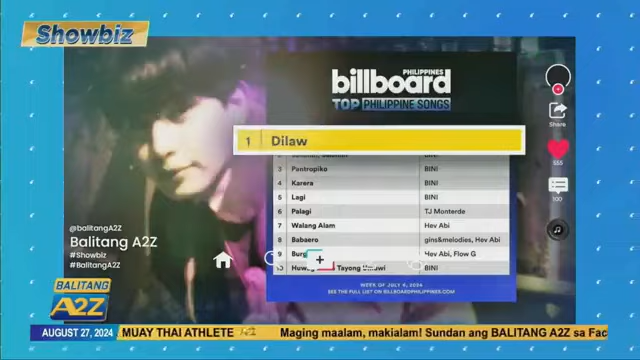 Showbiz
PHILIPPINES
billboard
TOP PHILIPPINE SONGS
1 Dilaw
BINI
3 Pantropiko BINI
4 Karera BINI
5 Lagi BINI
6 Palagi TJ Monterde
7 Walang Alam Hev Abi
8 Babaero gins&melodies, Hev Abi
9 Hev Abi, Flow G
10 Tayong BINI
WEEK OF JULY 6, 2024
SEE THE FULL LIST ON BILLBOARDPHILIPPINES.COM
Share
555
100
@balitangA2Z
Balitang A2Z
#Showbiz
#BalitangA2Z
BALITANG
A2Z
AUGUST 27, 2024 MUAY THAI ATHLETE A2Z Maging maalam, makialam! Sundan ang BALITANG A2Z sa Fac